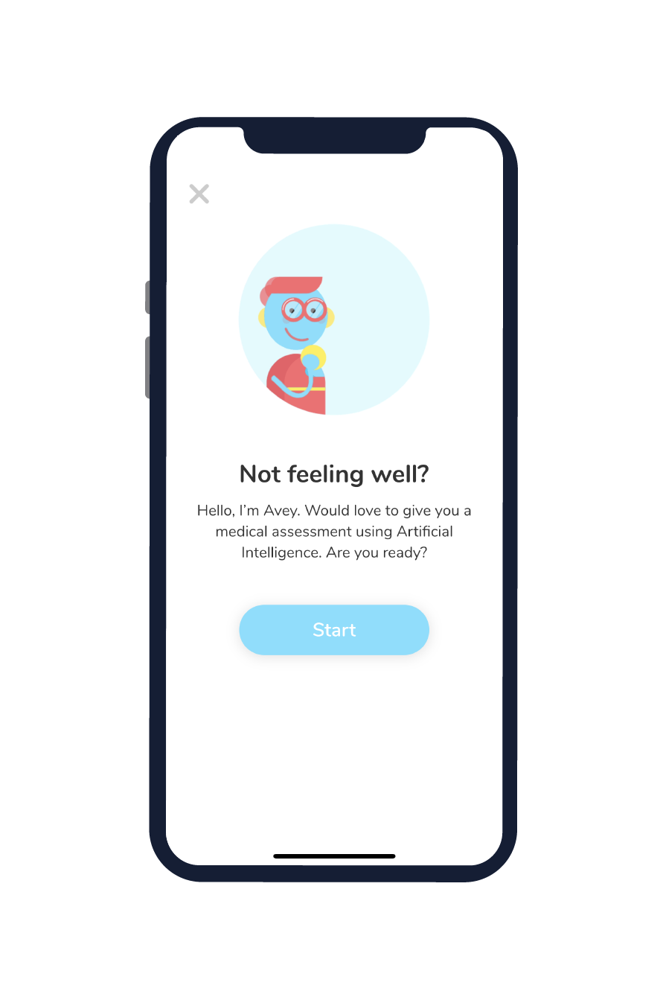 Not feeling well?
Hello, I’m Avey. Would love to give you a
medical assessment using Artificial
Intelligence. Are you ready?
Start